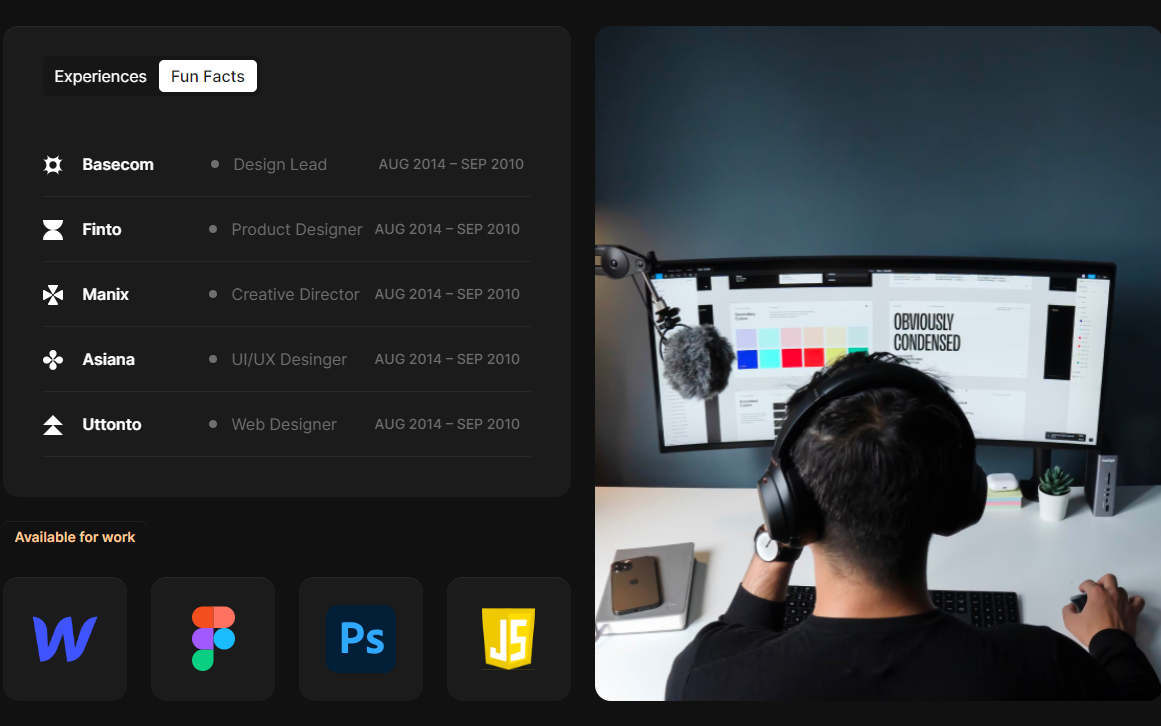 Experiences Fun Facts
Basecom Design Lead AUG 2014 – SEP 2010
Finto Product Designer AUG 2014 – SEP 2010
Manix Creative Director AUG 2014 – SEP 2010
Asiana UI/UX Desinger AUG 2014 – SEP 2010
Uttonto Web Designer AUG 2014 – SEP 2010
Available for work
W
Ps
JS
OBVIOUSLY
CONDENSED